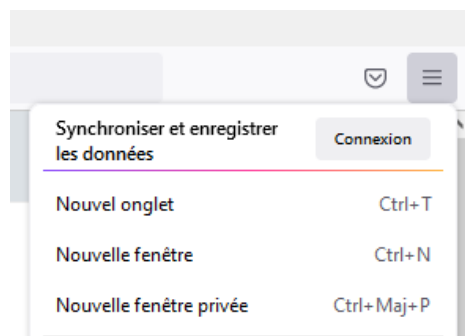 Synchroniser et enregistrer
les données
Connexion
Nouvel onglet Ctrl+T
Nouvelle fenêtre Ctrl+N
Nouvelle fenêtre privée Ctrl+Maj+P